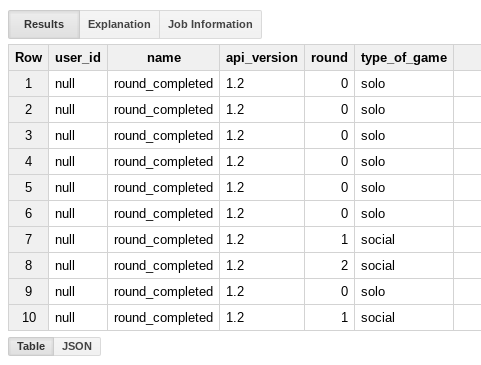 Results Explanation Job Information
Row user_id name api_version round type_of_game
1 null round_completed 1.2 0 solo
2 null round_completed 1.2 0 solo
3 null round_completed 1.2 0 solo
4 null round_completed 1.2 0 solo
5 null round_completed 1.2 0 solo
6 null round_completed 1.2 0 solo
7 null round_completed 1.2 1 social
8 null round_completed 1.2 2 social
9 null round_completed 1.2 0 solo
10 null round_completed 1.2 1 social
Table JSON